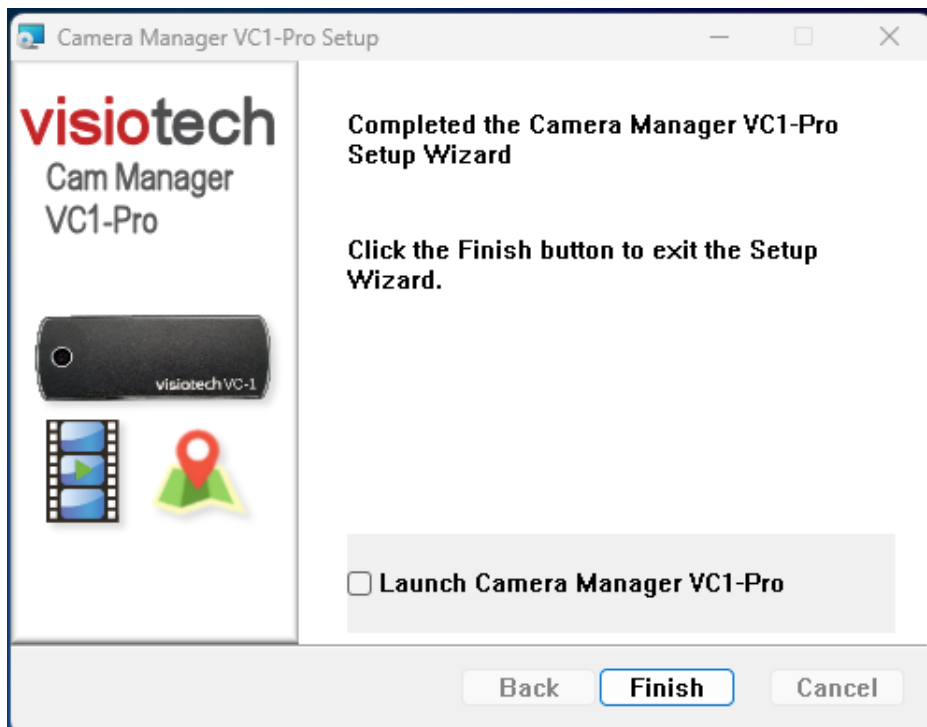 Camera Manager VC1-Pro Setup
visiotech
Cam Manager
VC1-Pro
visiotech VC-1
Completed the Camera Manager VC1-Pro
Setup Wizard
Click the Finish button to exit the Setup
Wizard.
Launch Camera Manager VC1-Pro
Back
Finish
Cancel